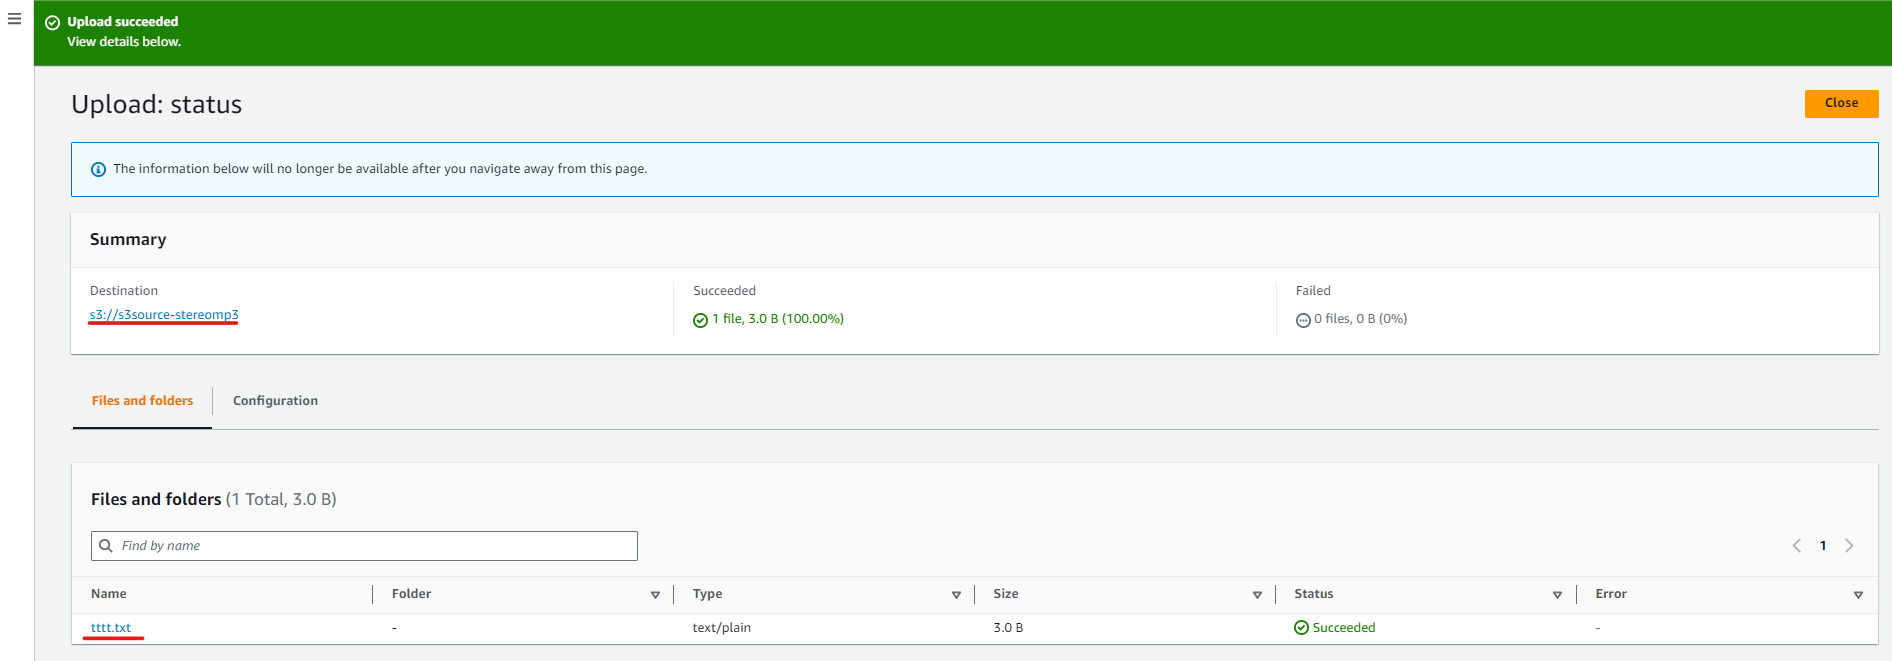 Upload succeeded
View details below.
Upload: status
Close
The information below will no longer be available after you navigate away from this page.
Summary
Destination
Succeeded
Failed
s3://s3source-stereomp3
1 file, 3.0 B (100.00%)
0 files, 0 B (0%)
Files and folders
Configuration
Files and folders (1 Total, 3.0 B)
Find by name
1
Name Folder Type Size Status Error
tttt.txt - text/plain 3.0 B Succeeded -